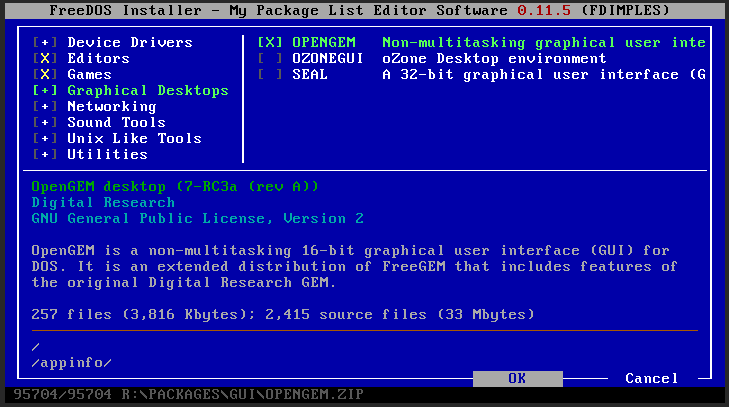 FreeDOS Installer - My Package List Editor Software 0.11.5 (FDIMPLES)
[+] Device Drivers
[X] Editors
[X] Games
[+] Graphical Desktops
[+] Networking
[+] Sound Tools
[+] Unix Like Tools
[+] Utilities
[X] OPENGEM Non-multitasking graphical user inte
[ ] OZONEGUI oZone Desktop environment
[ ] SEAL A 32-bit graphical user interface (G
OpenGEM desktop (7-RC3a (rev A))
Digital Research
GNU General Public License, Version 2
OpenGEM is a non-multitasking 16-bit graphical user interface (GUI) for
DOS. It is an extended distribution of FreeGEM that includes features of
the original Digital Research GEM.
257 files (3,816 Kbytes); 2,415 source files (33 Mbytes)
/
/appinfo/
OK Cancel
95704/95704 R:\PACKAGES\GUI\OPENGEM.ZIP